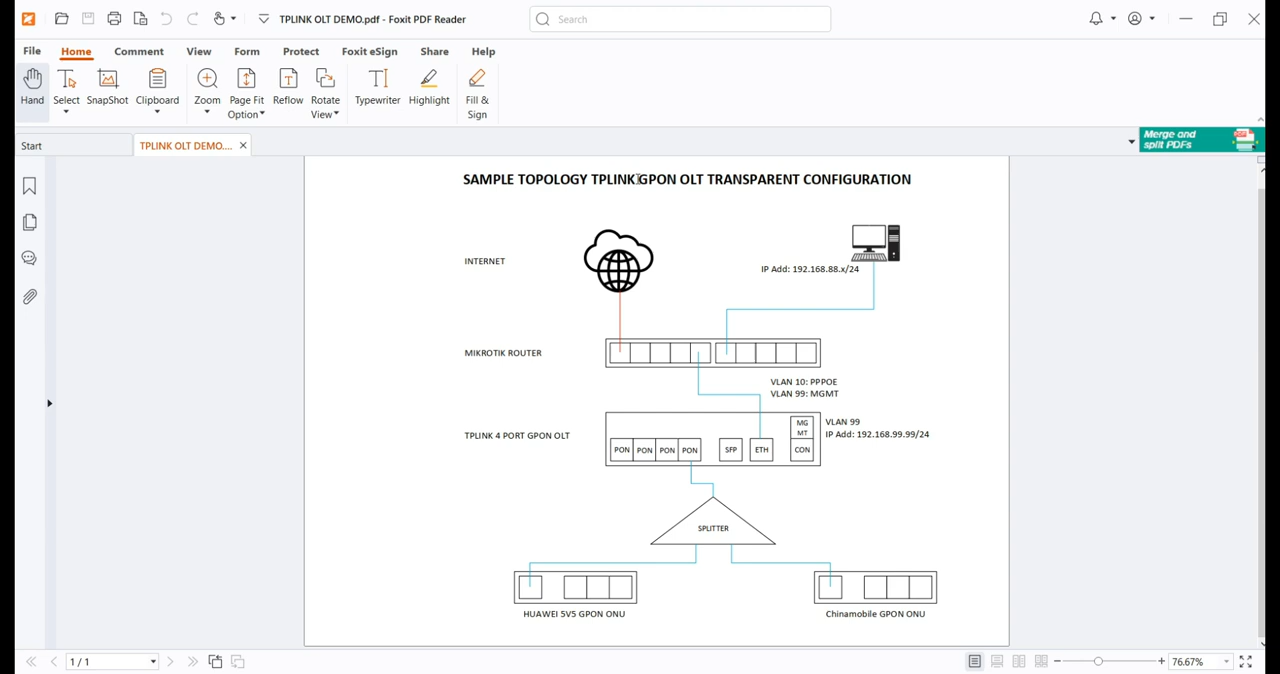 TPLINK OLT DEMO.pdf - Foxit PDF Reader
Search
File Home Comment View Form Protect Foxit eSign Share Help
Hand Select SnapShot Clipboard Zoom Page Fit Option Reflow Rotate View Typewriter Highlight Fill & Sign
Merge and
split PDFs
Start
TPLINK OLT DEMO....
SAMPLE TOPOLOGY TPLINK GPON OLT TRANSPARENT CONFIGURATION
INTERNET
IP Add: 192.168.88.x/24
MIKROTIK ROUTER
VLAN 10: PPPOE
VLAN 99: MGMT
TPLINK 4 PORT GPON OLT
PON PON PON PON SFP ETH
MG
MT
CON
VLAN 99
IP Add: 192.168.99.99/24
SPLITTER
HUAWEI 5V5 GPON ONU
Chinamobile GPON ONU
1 / 1
76.67%